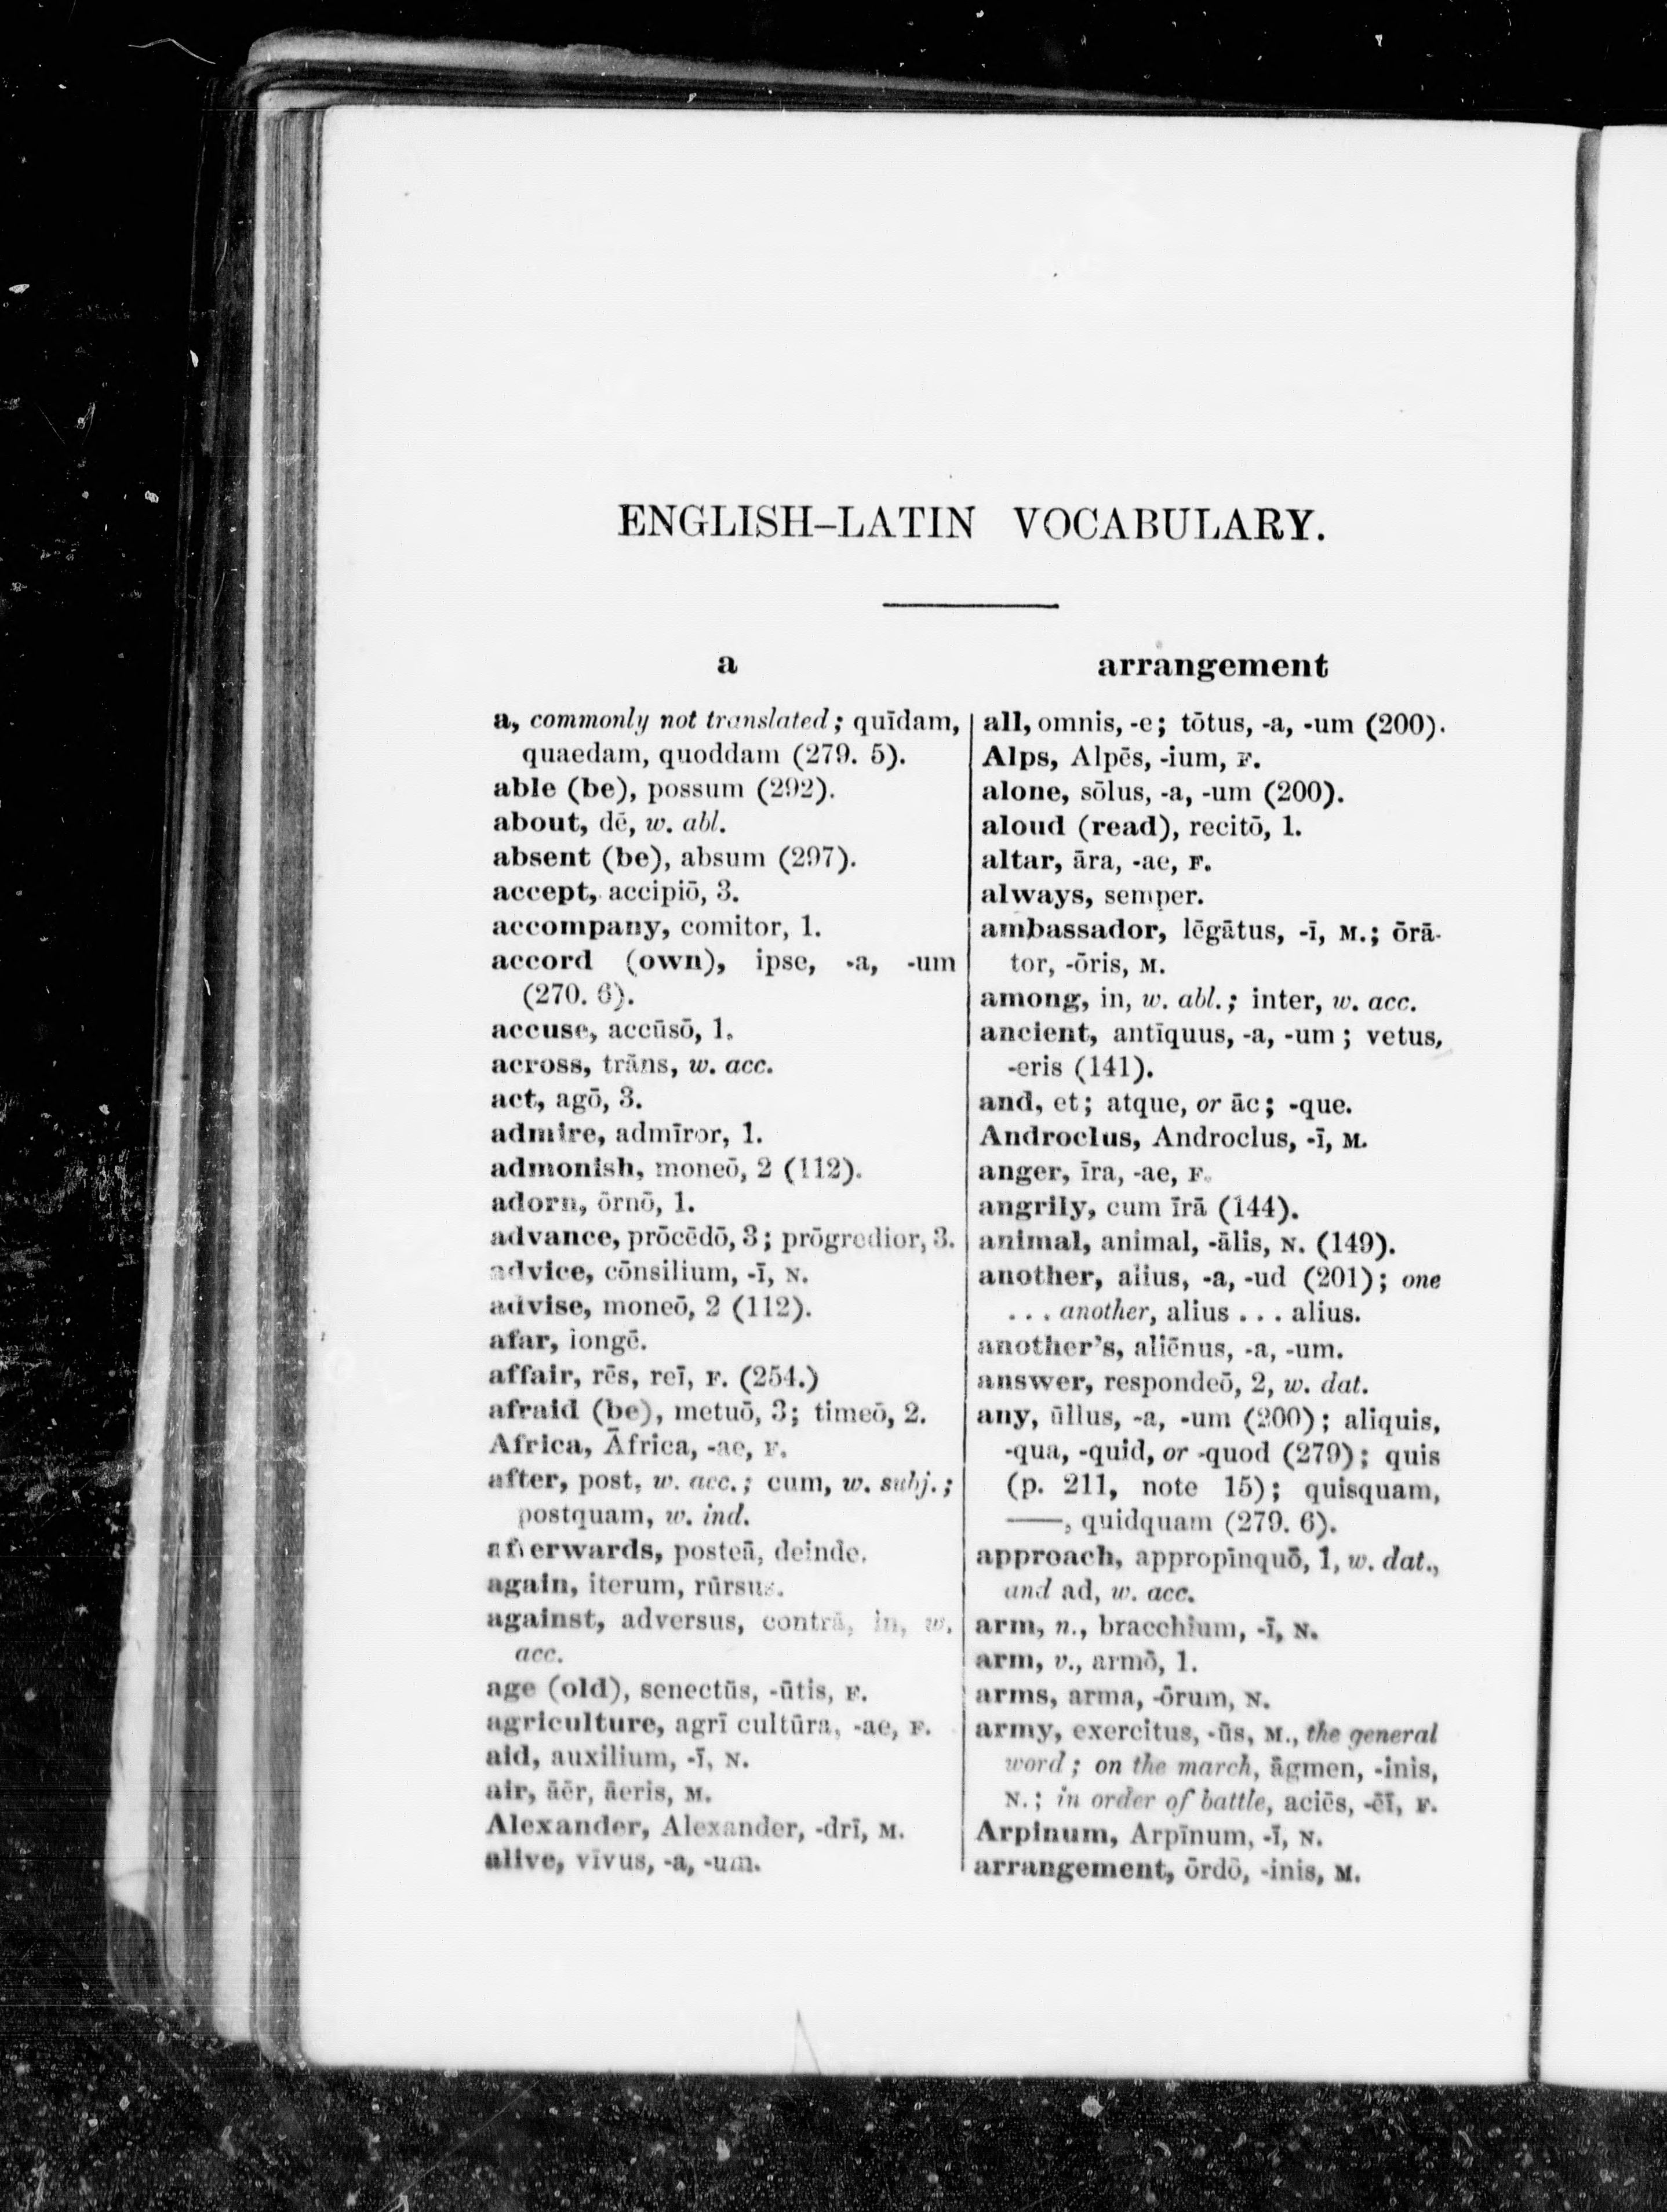 ENGLISH–LATIN VOCABULARY.
a
a, commonly not translated; quīdam,
quaedam, quoddam (279. 5).
able (be), possum (292).
about, dē, w. abl.
absent (be), absum (297).
accept, accipiō, 3.
accompany, comitor, 1.
accord (own), ipse, -a, -um
(270. 6).
accuse, accūsō, 1.
across, trāns, w. acc.
act, agō, 3.
admire, admīror, 1.
admonish, moneō, 2 (112).
adorn, ōrnō, 1.
advance, prōcēdō, 3; prōgredior, 3.
advice, cōnsilium, -ī, N.
advise, moneō, 2 (112).
afar, longē.
affair, rēs, reī, F. (254.)
afraid (be), metuō, 3; timeō, 2.
Africa, Āfrica, -ae, F.
after, post, w. acc.; cum, w. subj.;
postquam, w. ind.
afterwards, posteā, deinde.
again, iterum, rūrsus.
against, adversus, contrā, in, w.
acc.
age (old), senectūs, -ūtis, F.
agriculture, agrī cultūra, -ae, F.
aid, auxilium, -ī, N.
air, āēr, āeris, M.
Alexander, Alexander, -drī, M.
alive, vīvus, -a, -um.
arrangement
all, omnis, -e; tōtus, -a, -um (200).
Alps, Alpēs, -ium, F.
alone, sōlus, -a, -um (200).
aloud (read), recitō, 1.
altar, āra, -ae, F.
always, semper.
ambassador, lēgātus, -ī, M.; ōrā-
tor, -ōris, M.
among, in, w. abl.; inter, w. acc.
ancient, antīquus, -a, -um; vetus,
-eris (141).
and, et; atque, or āc; -que.
Androclus, Androclus, -ī, M.
anger, īra, -ae, F.
angrily, cum īrā (144).
animal, animal, -ālis, N. (149).
another, alius, -a, -ud (201); one
. . . another, alius . . . alius.
another's, aliēnus, -a, -um.
answer, respondeō, 2, w. dat.
any, ūllus, -a, -um (200); aliquis,
-qua, -quid, or -quod (279); quis
(p. 211, note 15); quisquam,
——, quidquam (279. 6).
approach, appropīnquō, 1, w. dat.,
and ad, w. acc.
arm, n., bracchium, -ī, N.
arm, v., armō, 1.
arms, arma, -ōrum, N.
army, exercitus, -ūs, M., the general
word; on the march, āgmen, -inis,
N.; in order of battle, aciēs, -ēī, F.
Arpinum, Arpīnum, -ī, N.
arrangement, ōrdō, -inis, M.